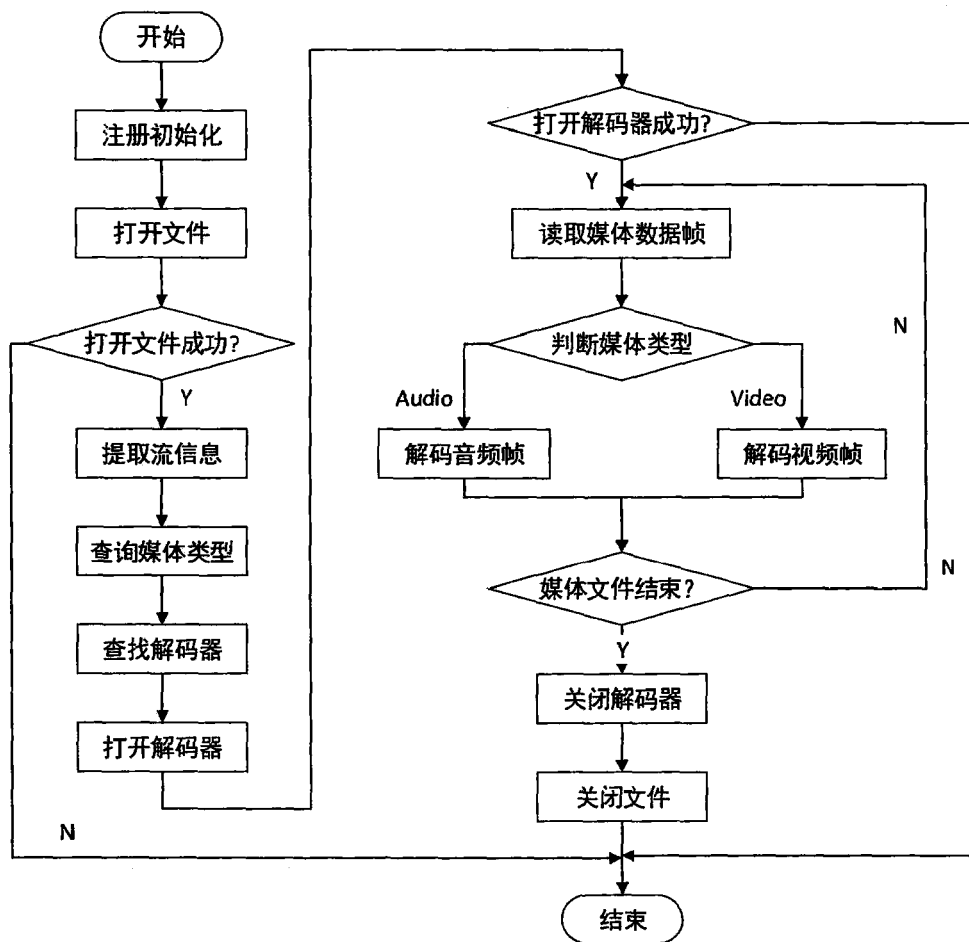 开始
注册初始化
打开文件
打开文件成功?
Y
提取流信息
查询媒体类型
查找解码器
打开解码器
N
打开解码器成功?
Y
读取媒体数据帧
N
判断媒体类型
Audio
Video
解码音频帧
解码视频帧
媒体文件结束?
N
Y
关闭解码器
关闭文件
结束